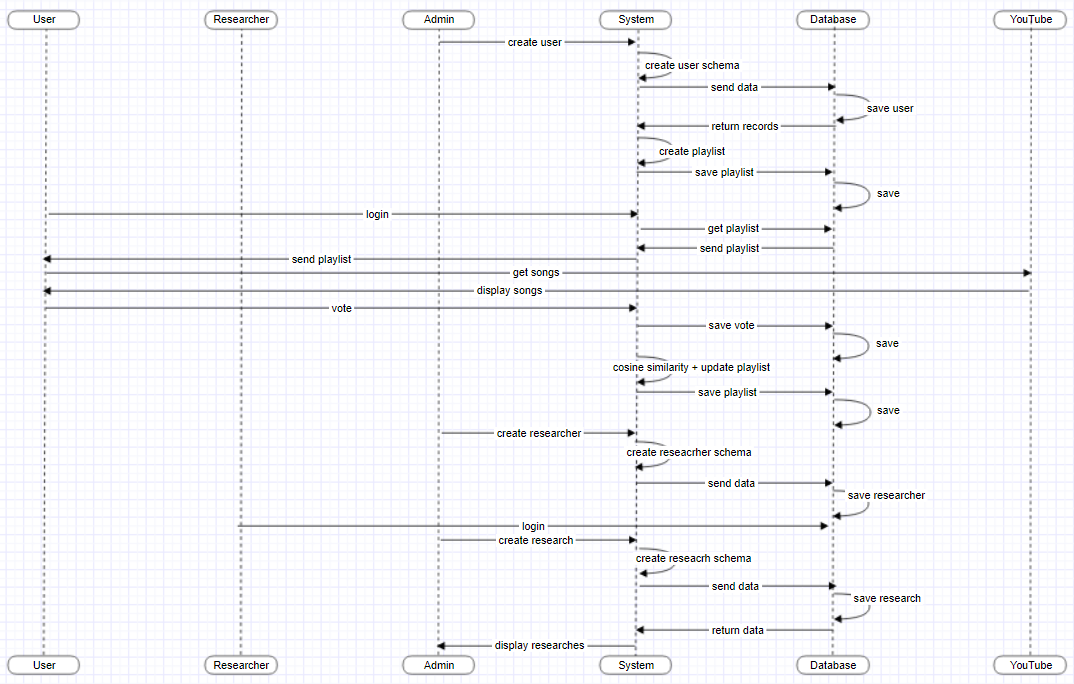 User Researcher Admin System Database YouTube
create user
create user schema
send data
save user
return records
create playlist
save playlist
save
login
get playlist
send playlist
send playlist
get songs
display songs
vote
save vote
save
cosine similarity + update playlist
save playlist
save
create researcher
create reseacrher schema
send data
save researcher
login
create research
create reseacrh schema
send data
save research
return data
display researches
User Researcher Admin System Database YouTube